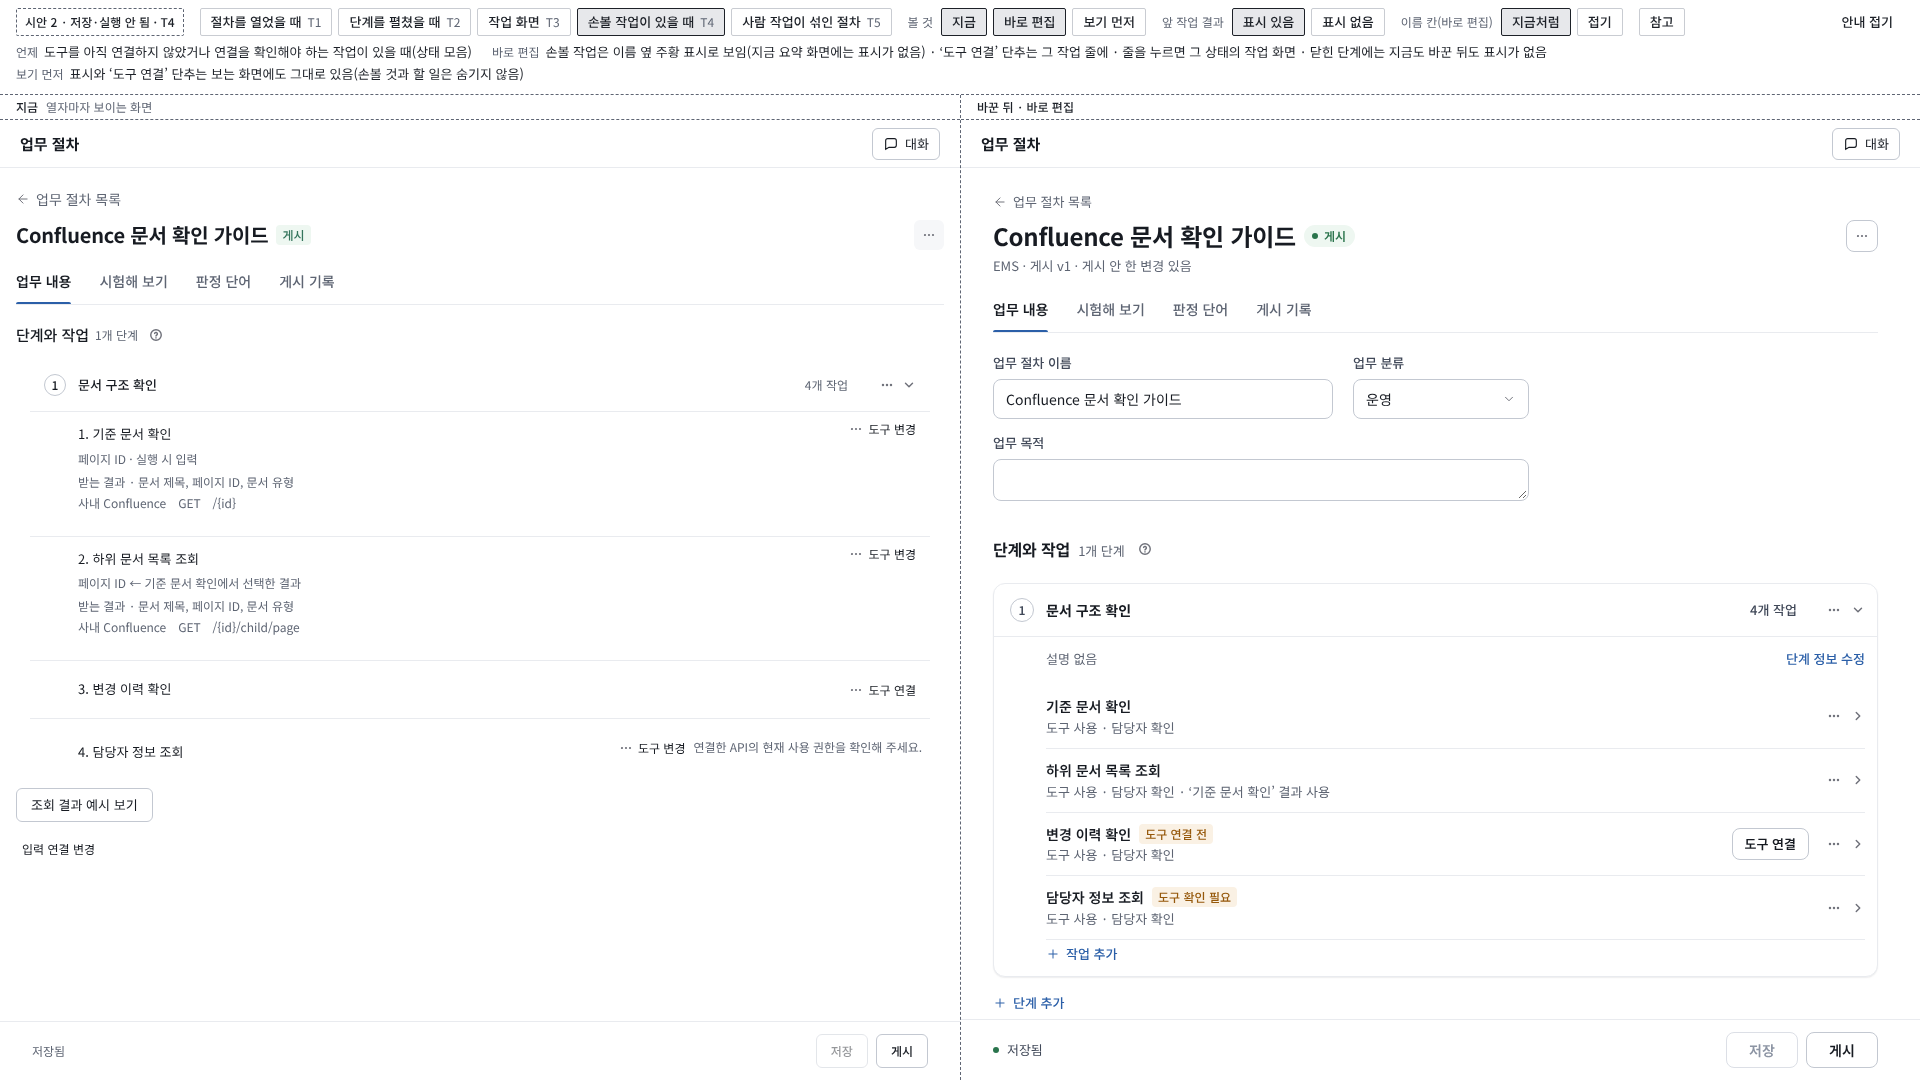 시안 2 · 저장·실행 안 됨 · T4
절차를 열었을 때 T1
단계를 펼쳤을 때 T2
작업 화면 T3
손볼 작업이 있을 때 T4
사람 작업이 섞인 절차 T5
볼 것
지금
바로 편집
보기 먼저
앞 작업 결과
표시 있음
표시 없음
이름 칸(바로 편집)
지금처럼
접기
참고
안내 접기
언제 도구를 아직 연결하지 않았거나 연결을 확인해야 하는 작업이 있을 때(상태 모음)
바로 편집 손볼 작업은 이름 옆 주황 표시로 보임(지금 요약 화면에는 표시가 없음) · ‘도구 연결’ 단추는 그 작업 줄에 · 줄을 누르면 그 상태의 작업 화면 · 닫힌 단계에는 지금도 바꾼 뒤도 표시가 없음
보기 먼저 표시와 ‘도구 연결’ 단추는 보는 화면에도 그대로 있음(손볼 것과 할 일은 숨기지 않음)
지금 열자마자 보이는 화면
업무 절차
대화
← 업무 절차 목록
Confluence 문서 확인 가이드 게시
업무 내용 시험해 보기 판정 단어 게시 기록
단계와 작업 1개 단계
1 문서 구조 확인 4개 작업
1. 기준 문서 확인 ··· 도구 변경
페이지 ID · 실행 시 입력
받는 결과 · 문서 제목, 페이지 ID, 문서 유형
사내 Confluence GET /{id}
2. 하위 문서 목록 조회 ··· 도구 변경
페이지 ID ← 기준 문서 확인에서 선택한 결과
받는 결과 · 문서 제목, 페이지 ID, 문서 유형
사내 Confluence GET /{id}/child/page
3. 변경 이력 확인 ··· 도구 연결
4. 담당자 정보 조회 ··· 도구 변경 연결한 API의 현재 사용 권한을 확인해 주세요.
조회 결과 예시 보기
입력 연결 변경
저장됨
저장
게시
바꾼 뒤 · 바로 편집
업무 절차
대화
← 업무 절차 목록
Confluence 문서 확인 가이드 게시
EMS · 게시 v1 · 게시 안 한 변경 있음
업무 내용 시험해 보기 판정 단어 게시 기록
업무 절차 이름
업무 분류
Confluence 문서 확인 가이드
운영
업무 목적
단계와 작업 1개 단계
1 문서 구조 확인 4개 작업
설명 없음 단계 정보 수정
기준 문서 확인
도구 사용 · 담당자 확인
하위 문서 목록 조회
도구 사용 · 담당자 확인 · ‘기준 문서 확인’ 결과 사용
변경 이력 확인 도구 연결 전 도구 연결
도구 사용 · 담당자 확인
담당자 정보 조회 도구 확인 필요
도구 사용 · 담당자 확인
+ 작업 추가
+ 단계 추가
저장됨
저장
게시